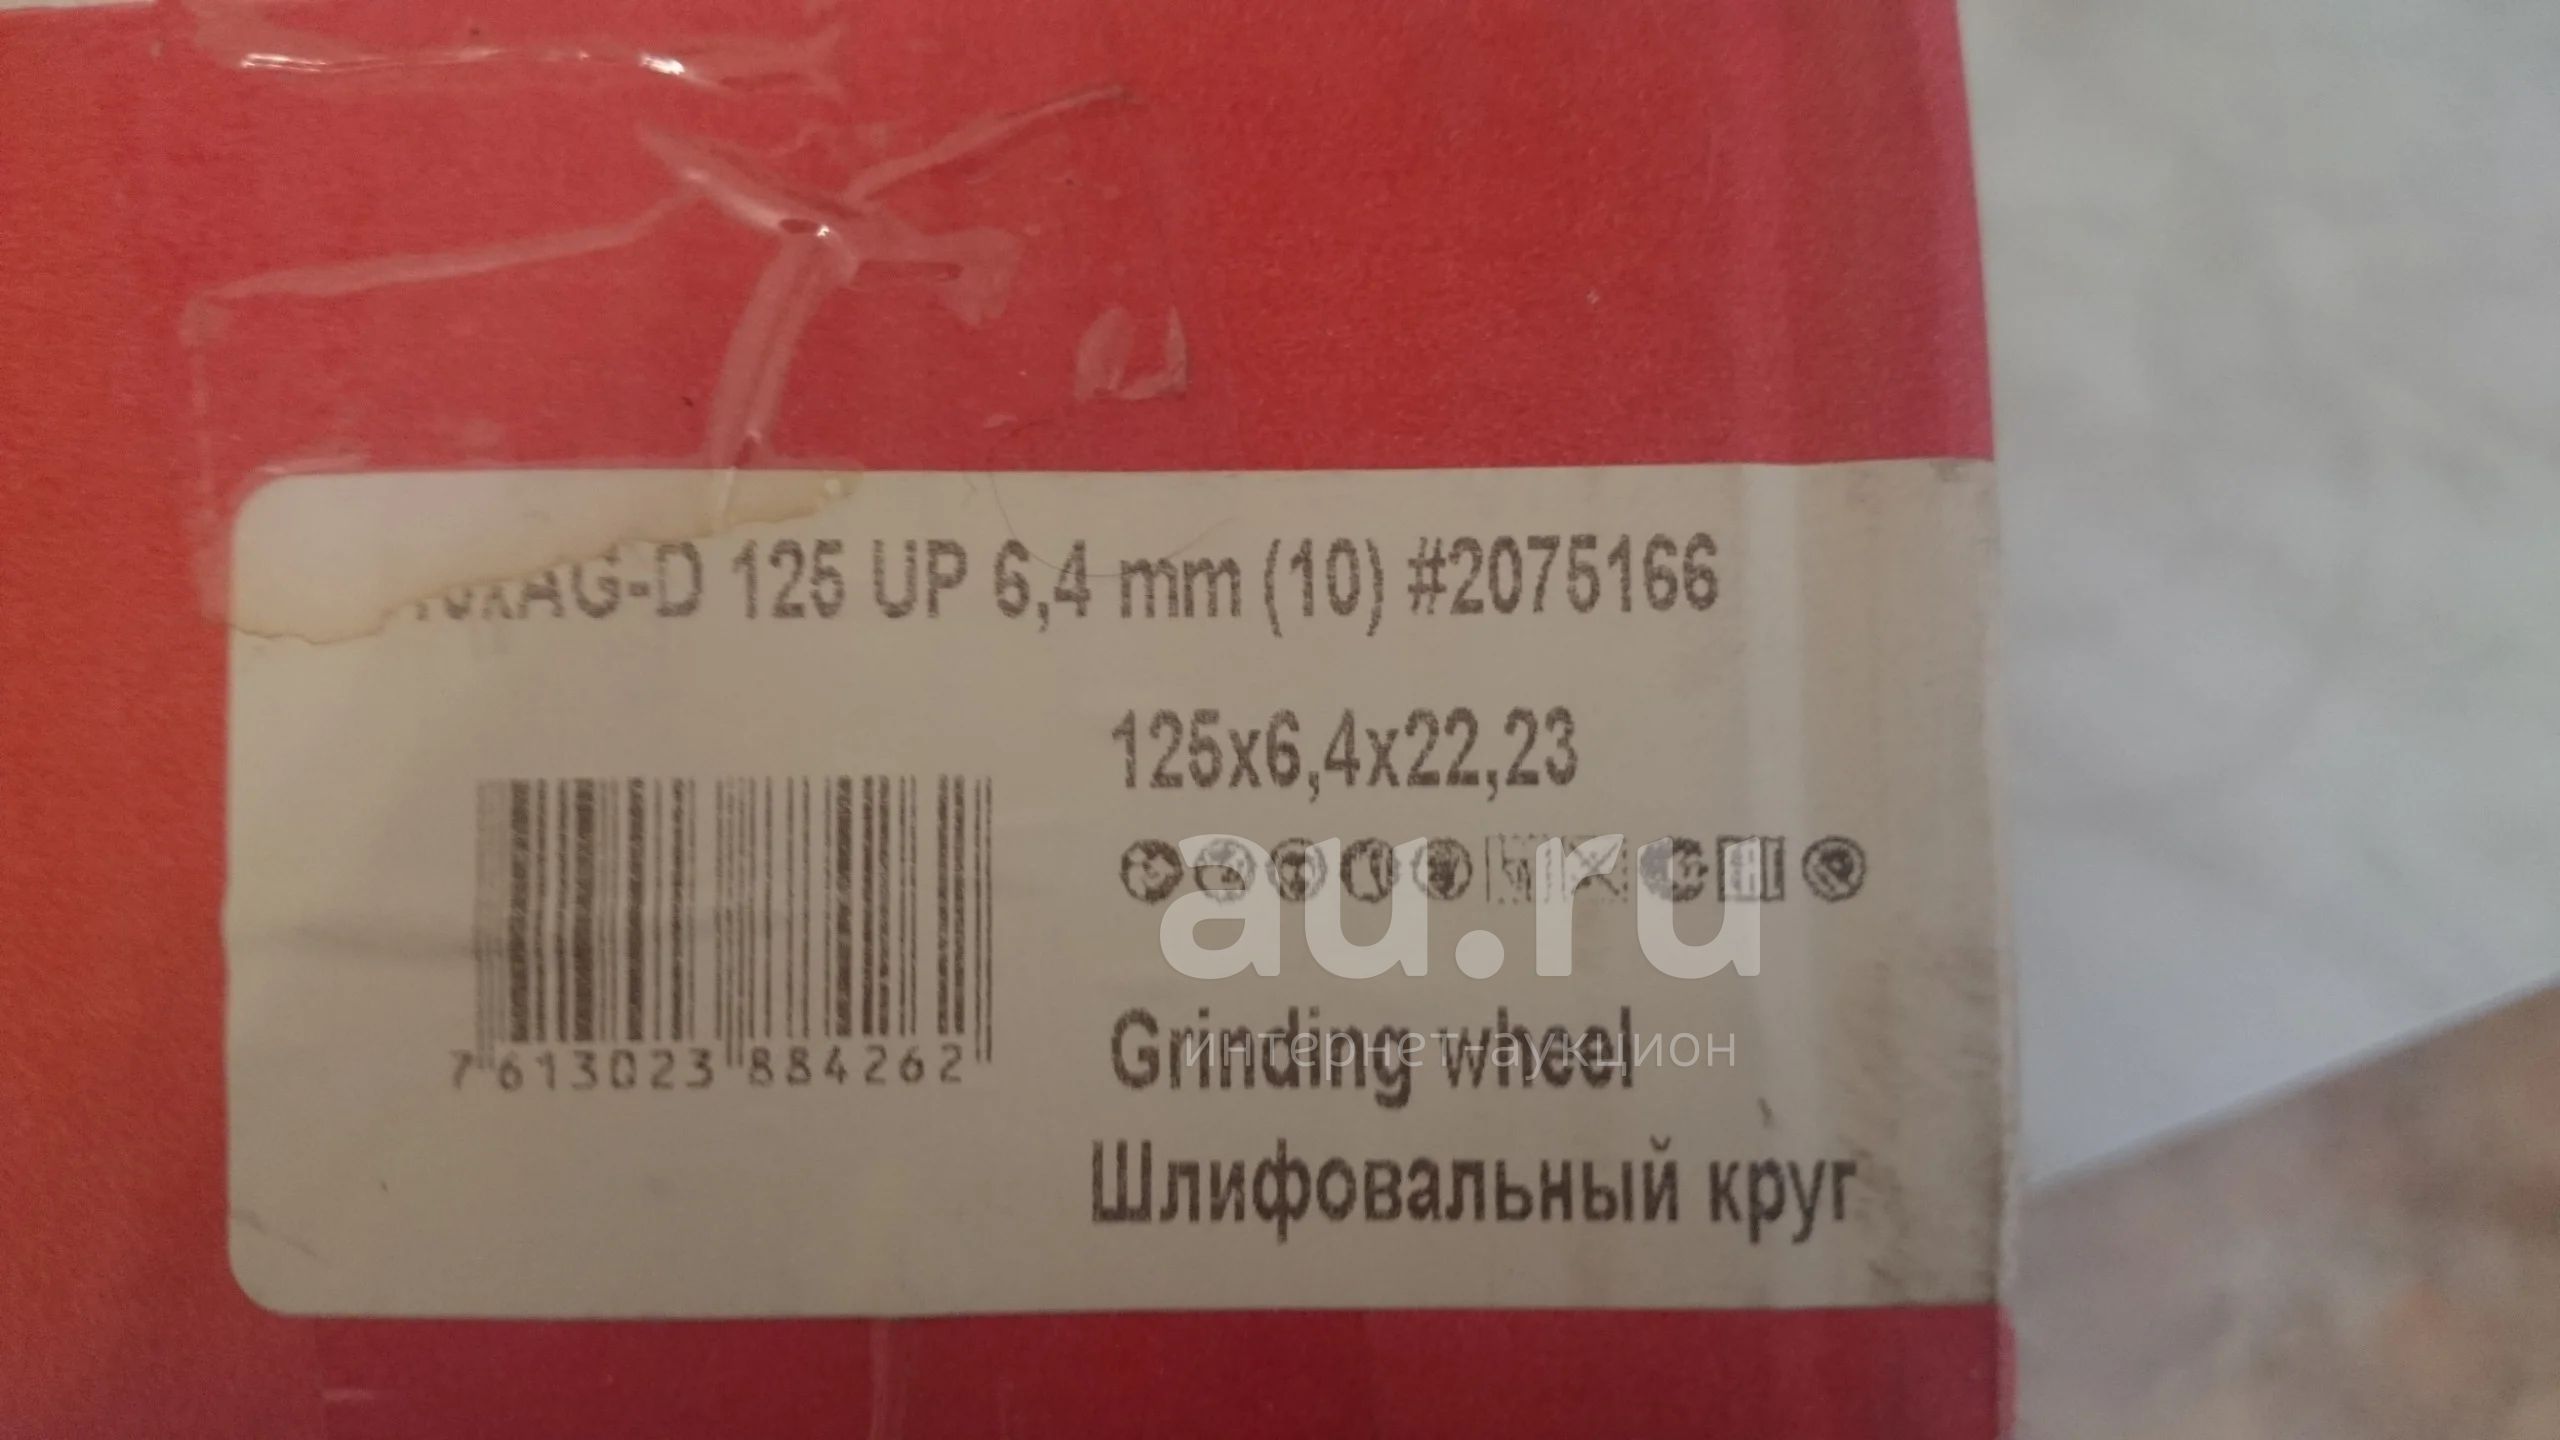 10xAG-D 125 UP 6,4 mm (10) #2075166
125x6,4x22,23
au.ru
интернет-аукцион
7 613023 884262
Grinding wheel
Шлифовальный круг